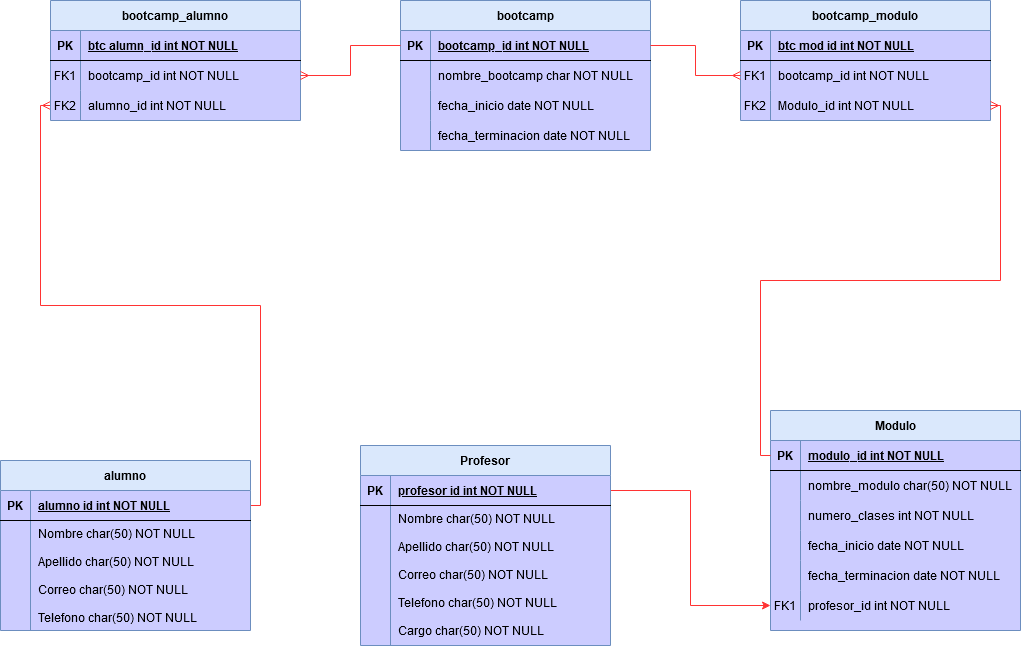 bootcamp_alumno
PK btc alumn_id int NOT NULL
FK1 bootcamp_id int NOT NULL
FK2 alumno_id int NOT NULL
bootcamp
PK bootcamp_id int NOT NULL
nombre_bootcamp char NOT NULL
fecha_inicio date NOT NULL
fecha_terminacion date NOT NULL
bootcamp_modulo
PK btc mod id int NOT NULL
FK1 bootcamp_id int NOT NULL
FK2 Modulo_id int NOT NULL
alumno
PK alumno id int NOT NULL
Nombre char(50) NOT NULL
Apellido char(50) NOT NULL
Correo char(50) NOT NULL
Telefono char(50) NOT NULL
Profesor
PK profesor id int NOT NULL
Nombre char(50) NOT NULL
Apellido char(50) NOT NULL
Correo char(50) NOT NULL
Telefono char(50) NOT NULL
Cargo char(50) NOT NULL
Modulo
PK modulo_id int NOT NULL
nombre_modulo char(50) NOT NULL
numero_clases int NOT NULL
fecha_inicio date NOT NULL
fecha_terminacion date NOT NULL
FK1 profesor_id int NOT NULL